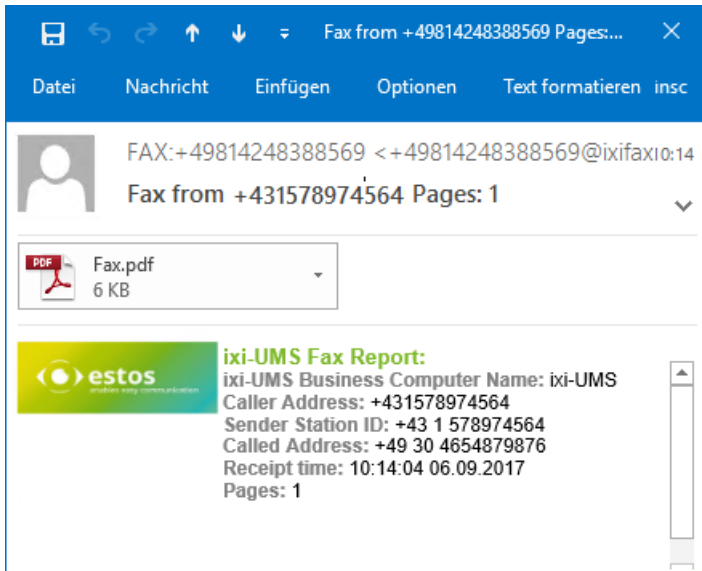 Fax from +49814248388569 Pages:...
Datei Nachricht Einfügen Optionen Text formatieren insc
FAX:+49814248388569 <+49814248388569@ixifax 10:14
Fax from +431578974564 Pages: 1
PDF
Fax.pdf
6 KB
estos
enables easy communication
ixi-UMS Fax Report:
ixi-UMS Business Computer Name: ixi-UMS
Caller Address: +431578974564
Sender Station ID: +43 1 578974564
Called Address: +49 30 4654879876
Receipt time: 10:14:04 06.09.2017
Pages: 1